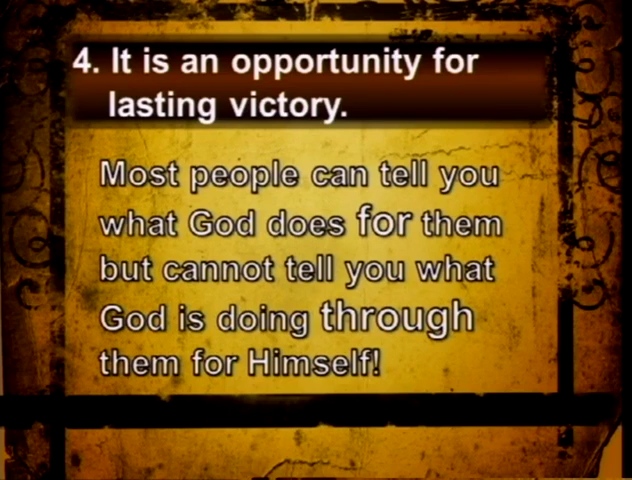 4. It is an opportunity for
lasting victory.
Most people can tell you
what God does for them
but cannot tell you what
God is doing through
them for Himself!